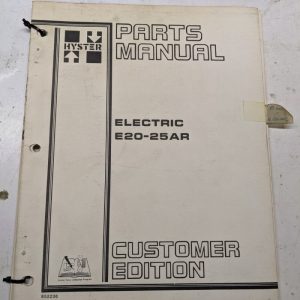 PARTS
MANUAL
HYSTER
ELECTRIC
E20-25AR
CUSTOMER
EDITION